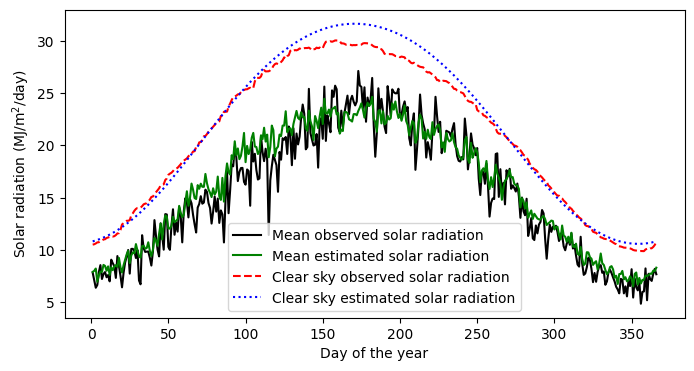 Solar radiation (MJ/m²/day)
30
25
20
15
10
5
Mean observed solar radiation
Mean estimated solar radiation
Clear sky observed solar radiation
Clear sky estimated solar radiation
0 50 100 150 200 250 300 350
Day of the year